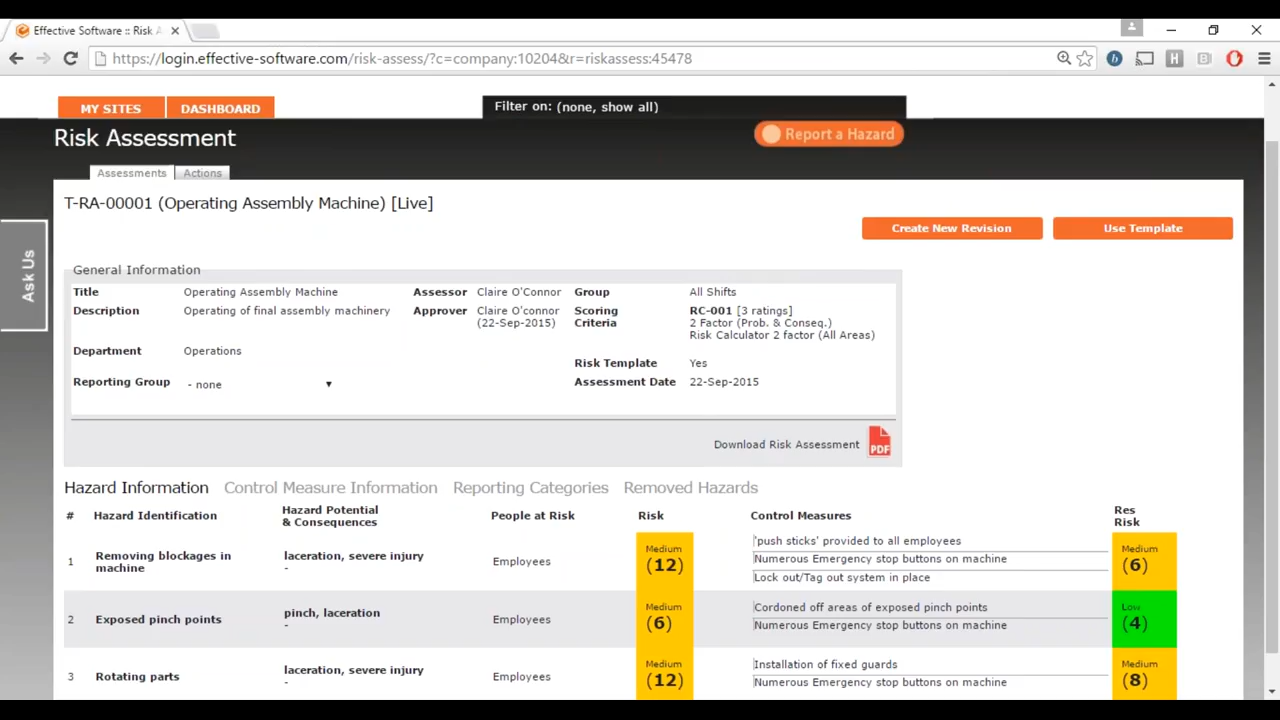 Effective Software :: Risk A
https://login.effective-software.com/risk-assess/?c=company:10204&r=riskassess:45478
MY SITES
DASHBOARD
Filter on: (none, show all)
Risk Assessment
Report a Hazard
Assessments
Actions
T-RA-00001 (Operating Assembly Machine) [Live]
Create New Revision
Use Template
Ask Us
General Information
Title Operating Assembly Machine Assessor Claire O'Connor Group All Shifts
Description Operating of final assembly machinery Approver Claire O'connor Scoring RC-001 [3 ratings]
(22-Sep-2015) Criteria 2 Factor (Prob. & Conseq.)
Risk Calculator 2 factor (All Areas)
Department Operations
Risk Template Yes
Reporting Group - none Assessment Date 22-Sep-2015
Download Risk Assessment PDF
Hazard Information Control Measure Information Reporting Categories Removed Hazards
# Hazard Identification Hazard Potential People at Risk Risk Control Measures Res
& Consequences Risk
'push sticks' provided to all employees
1 Removing blockages in laceration, severe injury Employees Medium Numerous Emergency stop buttons on machine Medium
machine - (12) Lock out/Tag out system in place (6)
2 Exposed pinch points pinch, laceration Employees Medium Cordoned off areas of exposed pinch points Low
- (6) Numerous Emergency stop buttons on machine (4)
3 Rotating parts laceration, severe injury Employees Medium Installation of fixed guards Medium
- (12) Numerous Emergency stop buttons on machine (8)